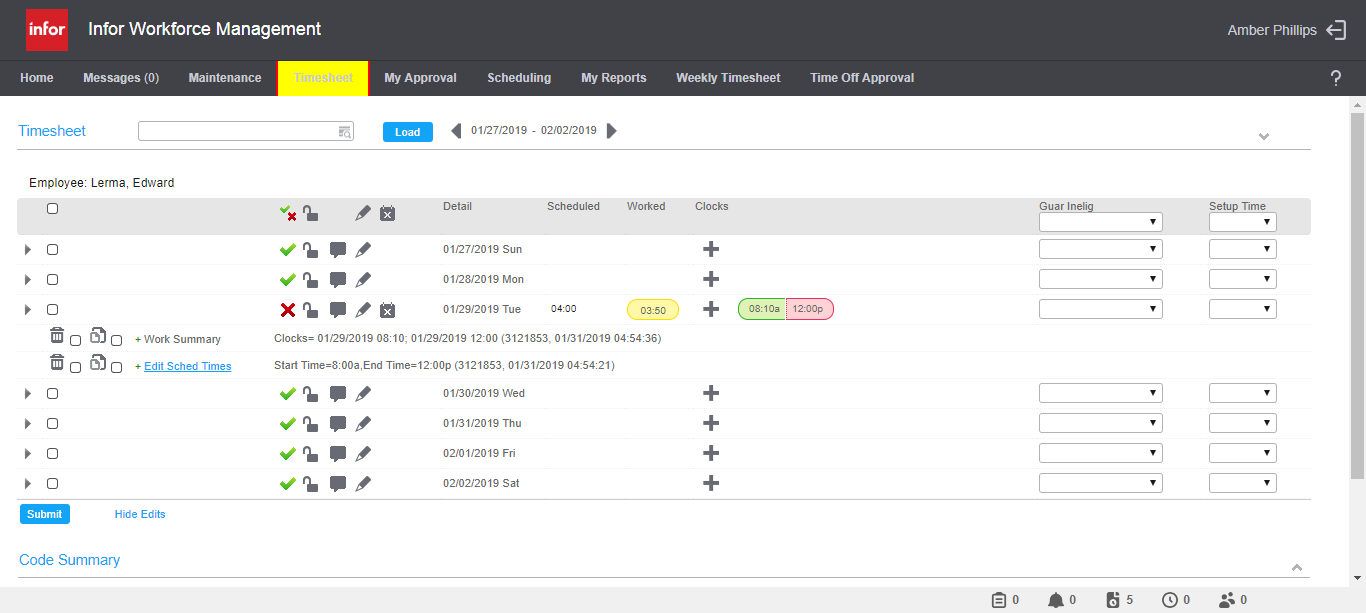 infor Infor Workforce Management Amber Phillips
Home Messages (0) Maintenance Timesheet My Approval Scheduling My Reports Weekly Timesheet Time Off Approval ?
Timesheet Load 01/27/2019 - 02/02/2019
Employee: Lerma, Edward
Detail Scheduled Worked Clocks Guar Inelig Setup Time
01/27/2019 Sun
01/28/2019 Mon
01/29/2019 Tue 04:00 03:50 08:10a 12:00p
+ Work Summary Clocks= 01/29/2019 08:10; 01/29/2019 12:00 (3121853, 01/31/2019 04:54:36)
+ Edit Sched Times Start Time=8:00a,End Time=12:00p (3121853, 01/31/2019 04:54:21)
01/30/2019 Wed
01/31/2019 Thu
02/01/2019 Fri
02/02/2019 Sat
Submit Hide Edits
Code Summary
0 0 5 0 0